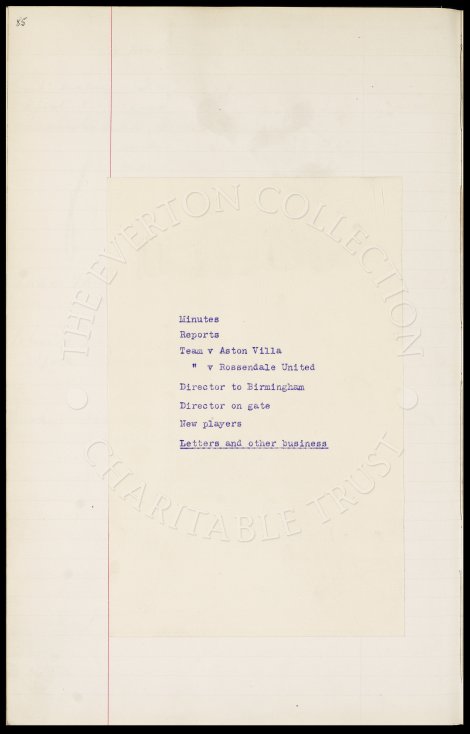 85
THE EVERTON COLLECTION
Minutes
Reports
Team v Aston Villa
" v Rossendale United
Director to Birmingham
Director on gate
New players
Letters and other business
CHARITABLE TRUST